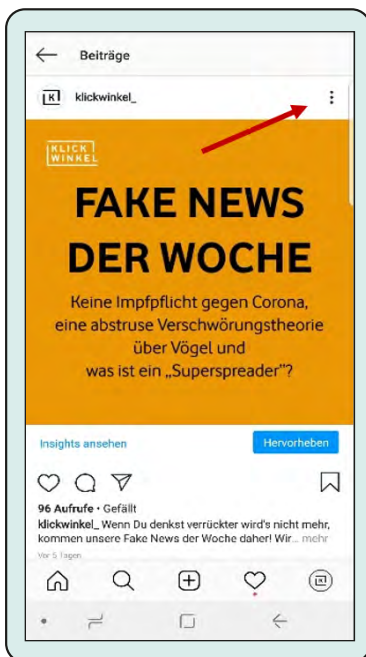 Beiträge
K klickwinkel_
KLICK
WINKEL
FAKE NEWS
DER WOCHE
Keine Impfpflicht gegen Corona,
eine abstruse Verschwörungstheorie
über Vögel und
was ist ein „Superspreader"?
Insights ansehen Hervorheben
96 Aufrufe · Gefällt
klickwinkel_ Wenn Du denkst verrückter wird's nicht mehr,
kommen unsere Fake News der Woche daher! Wir... mehr
Vor 5 Tagen
K